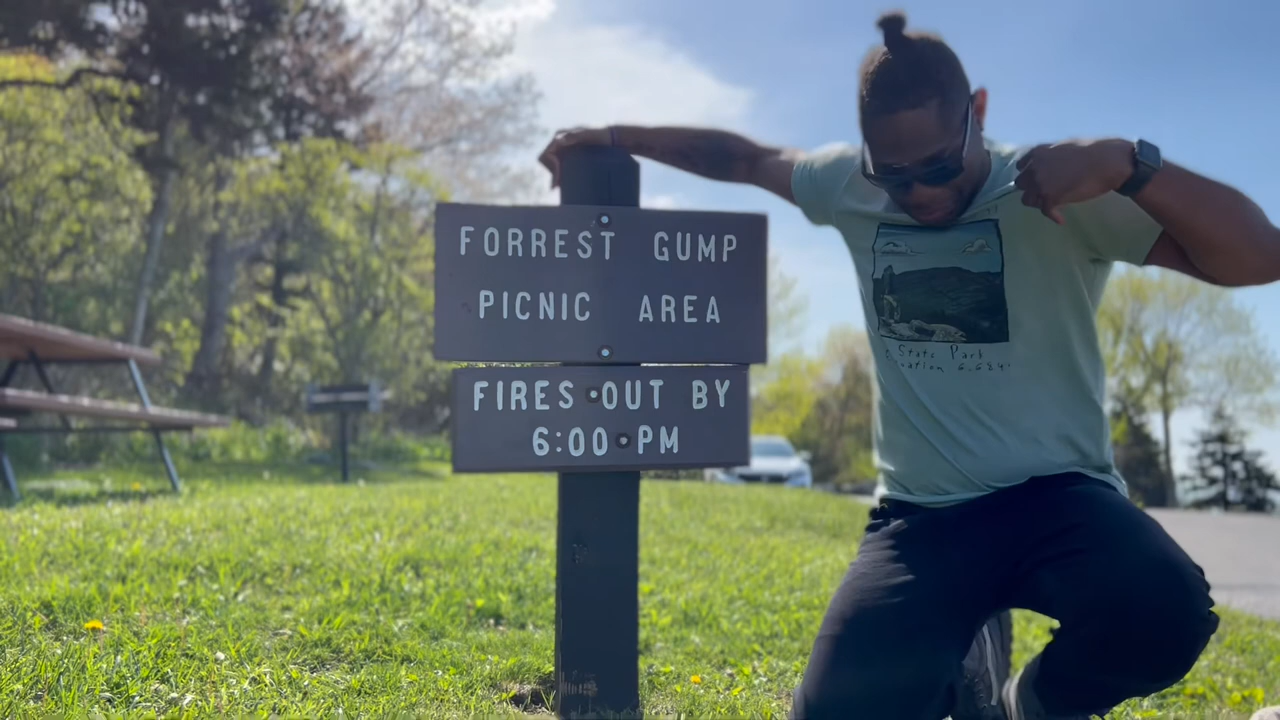 FORREST GUMP
PICNIC AREA
FIRES OUT BY
6:00 PM
State Park